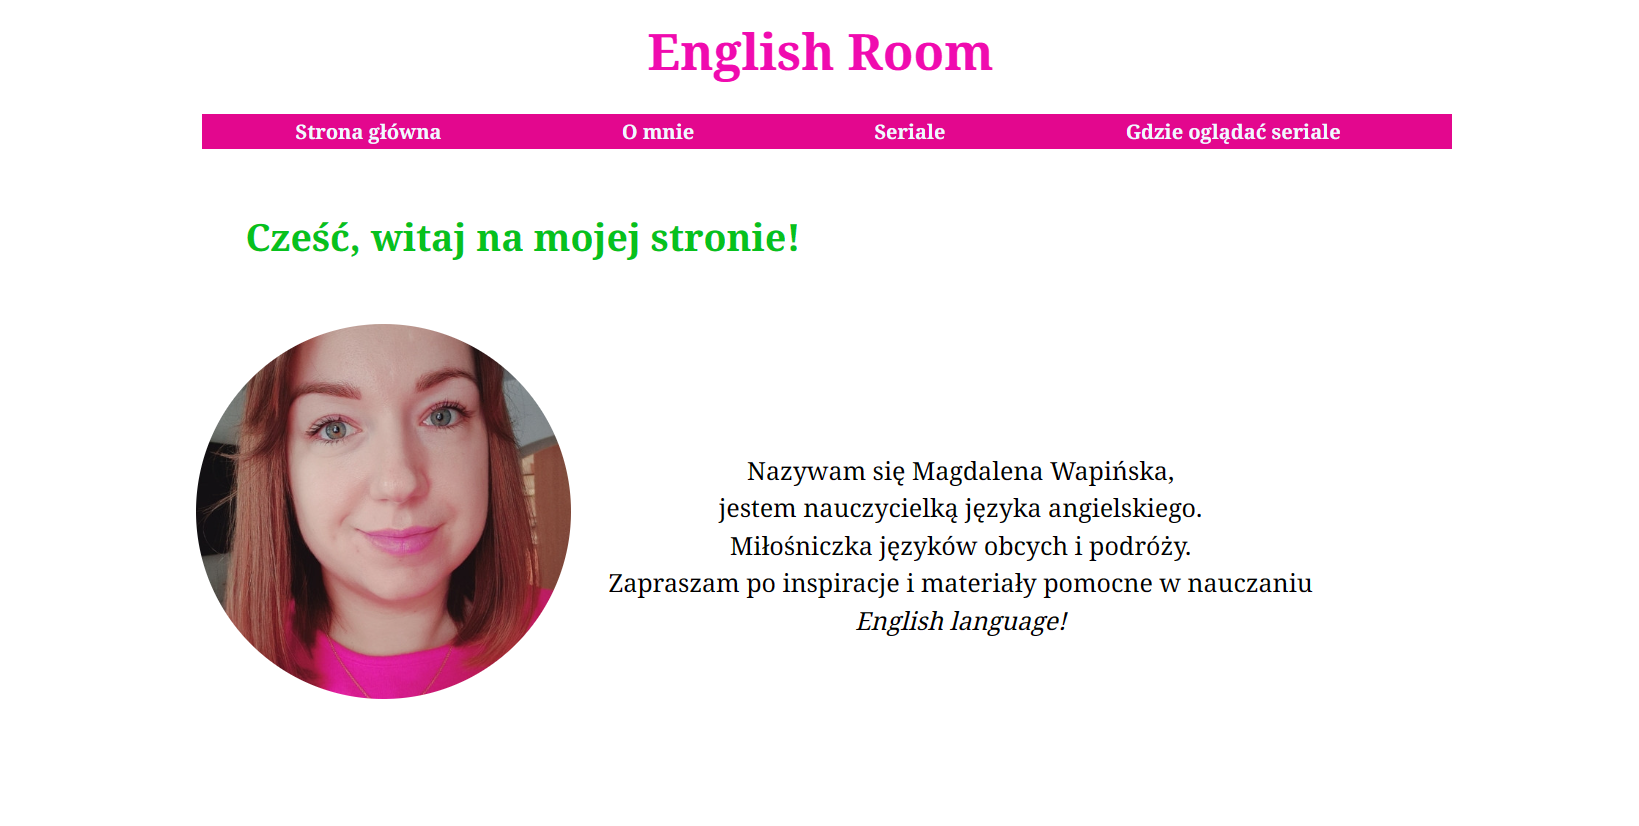 English Room
Strona główna O mnie Seriale Gdzie oglądać seriale
Cześć, witaj na mojej stronie!
Nazywam się Magdalena Wapińska,
jestem nauczycielką języka angielskiego.
Miłośniczka języków obcych i podróży.
Zapraszam po inspiracje i materiały pomocne w nauczaniu
English language!